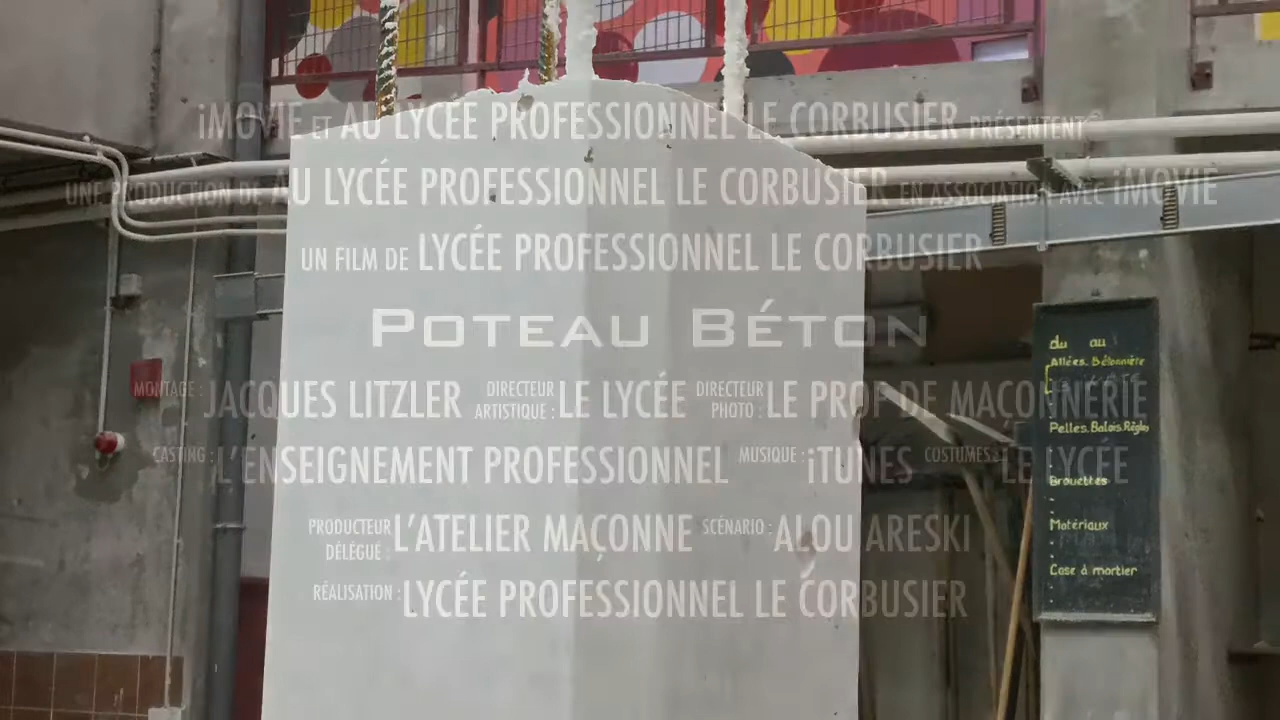 iMOVIE ET AU LYCÉE PROFESSIONNEL LE CORBUSIER PRÉSENTENT
UNE PRODUCTION DE AU LYCÉE PROFESSIONNEL LE CORBUSIER EN ASSOCIATION AVEC iMOVIE
UN FILM DE LYCÉE PROFESSIONNEL LE CORBUSIER
POTEAU BÉTON
MONTAGE : JACQUES LITZLER DIRECTEUR ARTISTIQUE : LE LYCÉE DIRECTEUR PHOTO : LE PROF DE MAÇONNERIE
CASTING : L'ENSEIGNEMENT PROFESSIONNEL MUSIQUE : iTUNES COSTUMES : LE LYCÉE
PRODUCTEUR DÉLÉGUÉ : L'ATELIER MAÇONNE SCÉNARIO : ALOU ARESKI
RÉALISATION : LYCÉE PROFESSIONNEL LE CORBUSIER
du au
Allées. Bétonnière
Pelles. Balais. Règles
Brouettes
Matériaux
Case à mortier